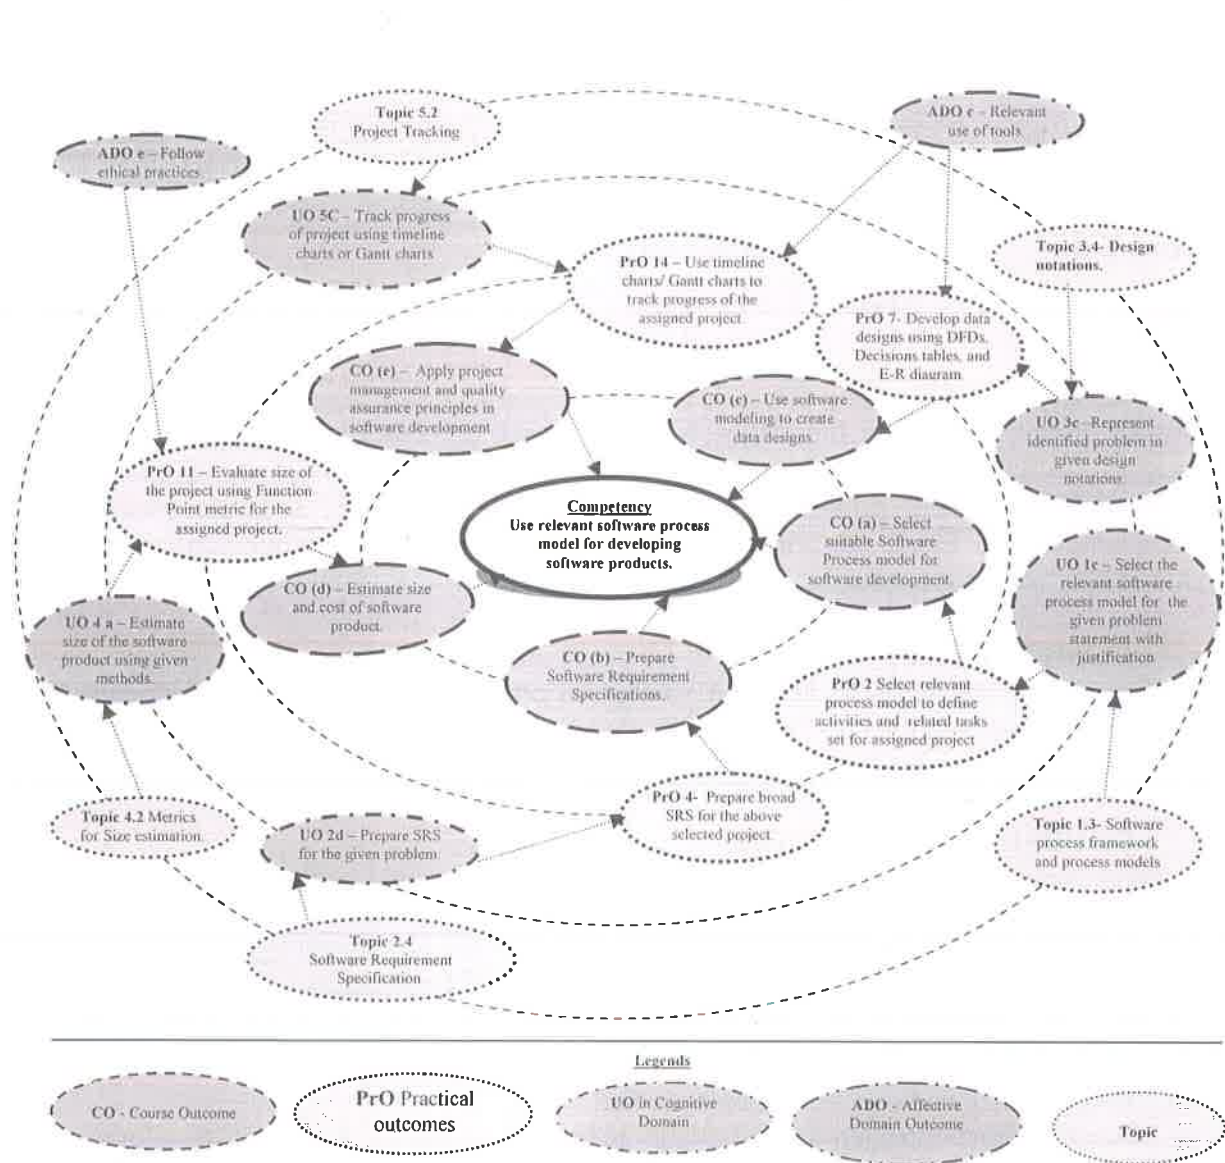 Topic 5.2
Project Tracking
ADO c – Relevant
use of tools.
ADO e – Follow
ethical practices.
UO 5C – Track progress
of project using timeline
charts or Gantt charts
Topic 3.4- Design
notations.
PrO 14 – Use timeline
charts/ Gantt charts to
track progress of the
assigned project.
PrO 7- Develop data
designs using DFDs,
Decisions tables, and
E-R diagram.
CO (e) – Apply project
management and quality
assurance principles in
software development
CO (c) – Use software
modeling to create
data designs.
UO 3c –Represent
identified problem in
given design
notations.
PrO 11 – Evaluate size of
the project using Function
Point metric for the
assigned project.
Competency
Use relevant software process
model for developing
software products.
CO (a) – Select
suitable Software
Process model for
software development.
UO 1c – Select the
relevant software
process model for the
given problem
statement with
justification
CO (d) – Estimate size
and cost of software
product.
UO 4 a – Estimate
size of the software
product using given
methods.
CO (b) – Prepare
Software Requirement
Specifications.
PrO 2 Select relevant
process model to define
activities and related tasks
set for assigned project
PrO 4- Prepare broad
SRS for the above
selected project.
Topic 4.2 Metrics
for Size estimation.
UO 2d – Prepare SRS
for the given problem.
Topic 1.3- Software
process framework
and process models
Topic 2.4
Software Requirement
Specification
Legends
CO - Course Outcome
PrO Practical
outcomes
UO in Cognitive
Domain
ADO - Affective
Domain Outcome
Topic